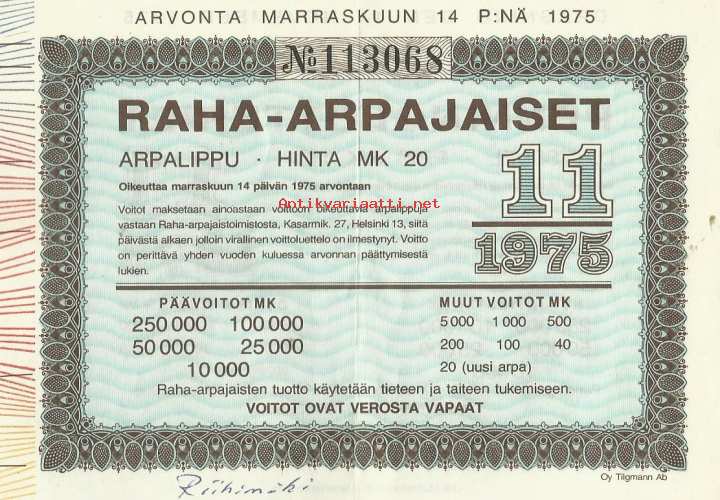 ARVONTA MARRASKUUN 14 P:NÄ 1975
№113068
RAHA-ARPAJAISET
ARPALIPPU · HINTA MK 20
11
1975
Oikeuttaa marraskuun 14 päivän 1975 arvontaan
Antikvariaatti.net
Voitot maksetaan ainoastaan voittoon oikeuttavia arpalippuja
vastaan Raha-arpajaistoimistosta, Kasarmik. 27, Helsinki 13, siitä
päivästä alkaen jolloin virallinen voittoluettelo on ilmestynyt. Voitto
on perittävä yhden vuoden kuluessa arvonnan päättymisestä
lukien.
PÄÄVOITOT MK
250 000 100 000
50 000 25 000
10 000
MUUT VOITOT MK
5 000 1 000 500
200 100 40
20 (uusi arpa)
Raha-arpajaisten tuotto käytetään tieteen ja taiteen tukemiseen.
VOITOT OVAT VEROSTA VAPAAT
Oy Tilgmann Ab
Riihimäki